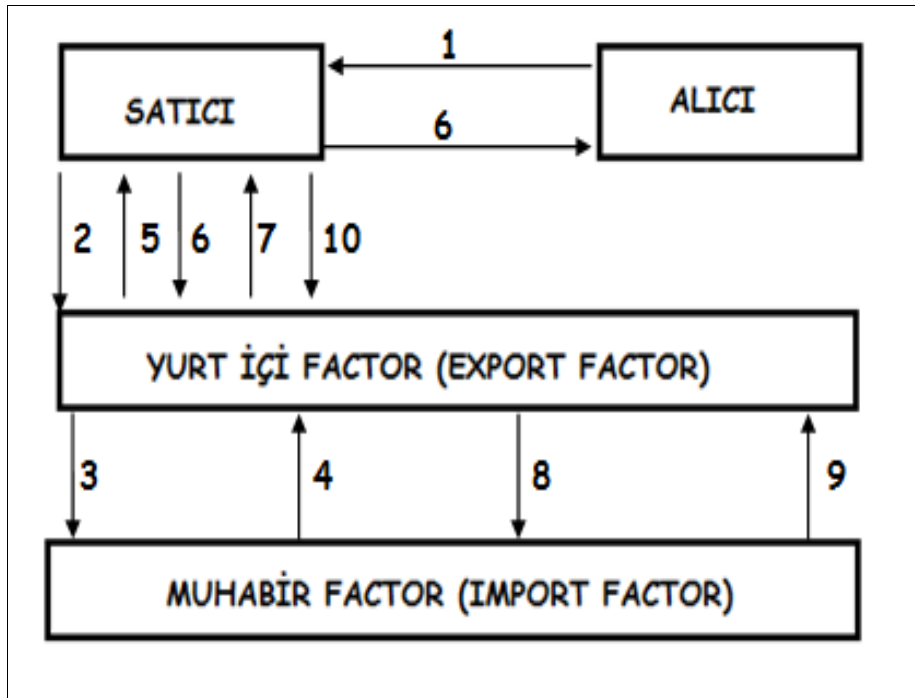 1
SATICI
ALICI
6
2 5 6 7 10
YURT İÇİ FACTOR (EXPORT FACTOR)
3 4 8 9
MUHABİR FACTOR (IMPORT FACTOR)